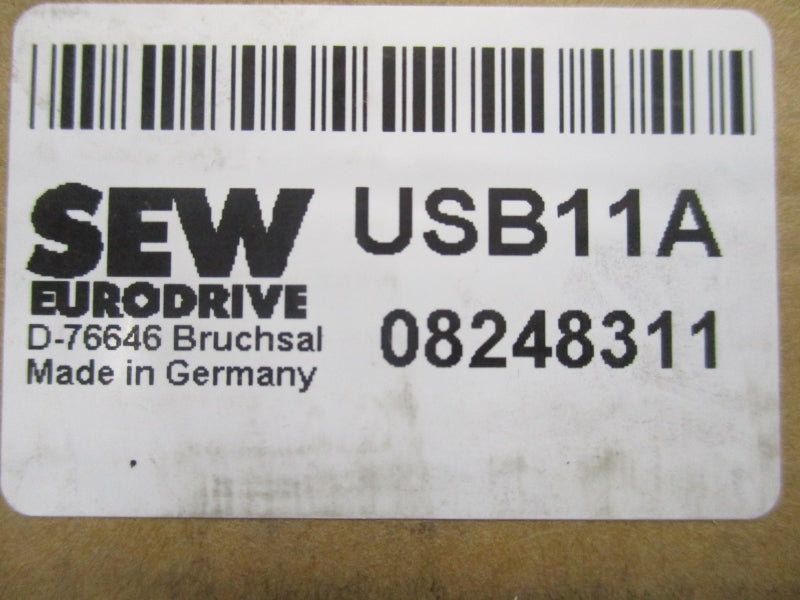 SEW
EURODRIVE
D-76646 Bruchsal
Made in Germany
USB11A
08248311